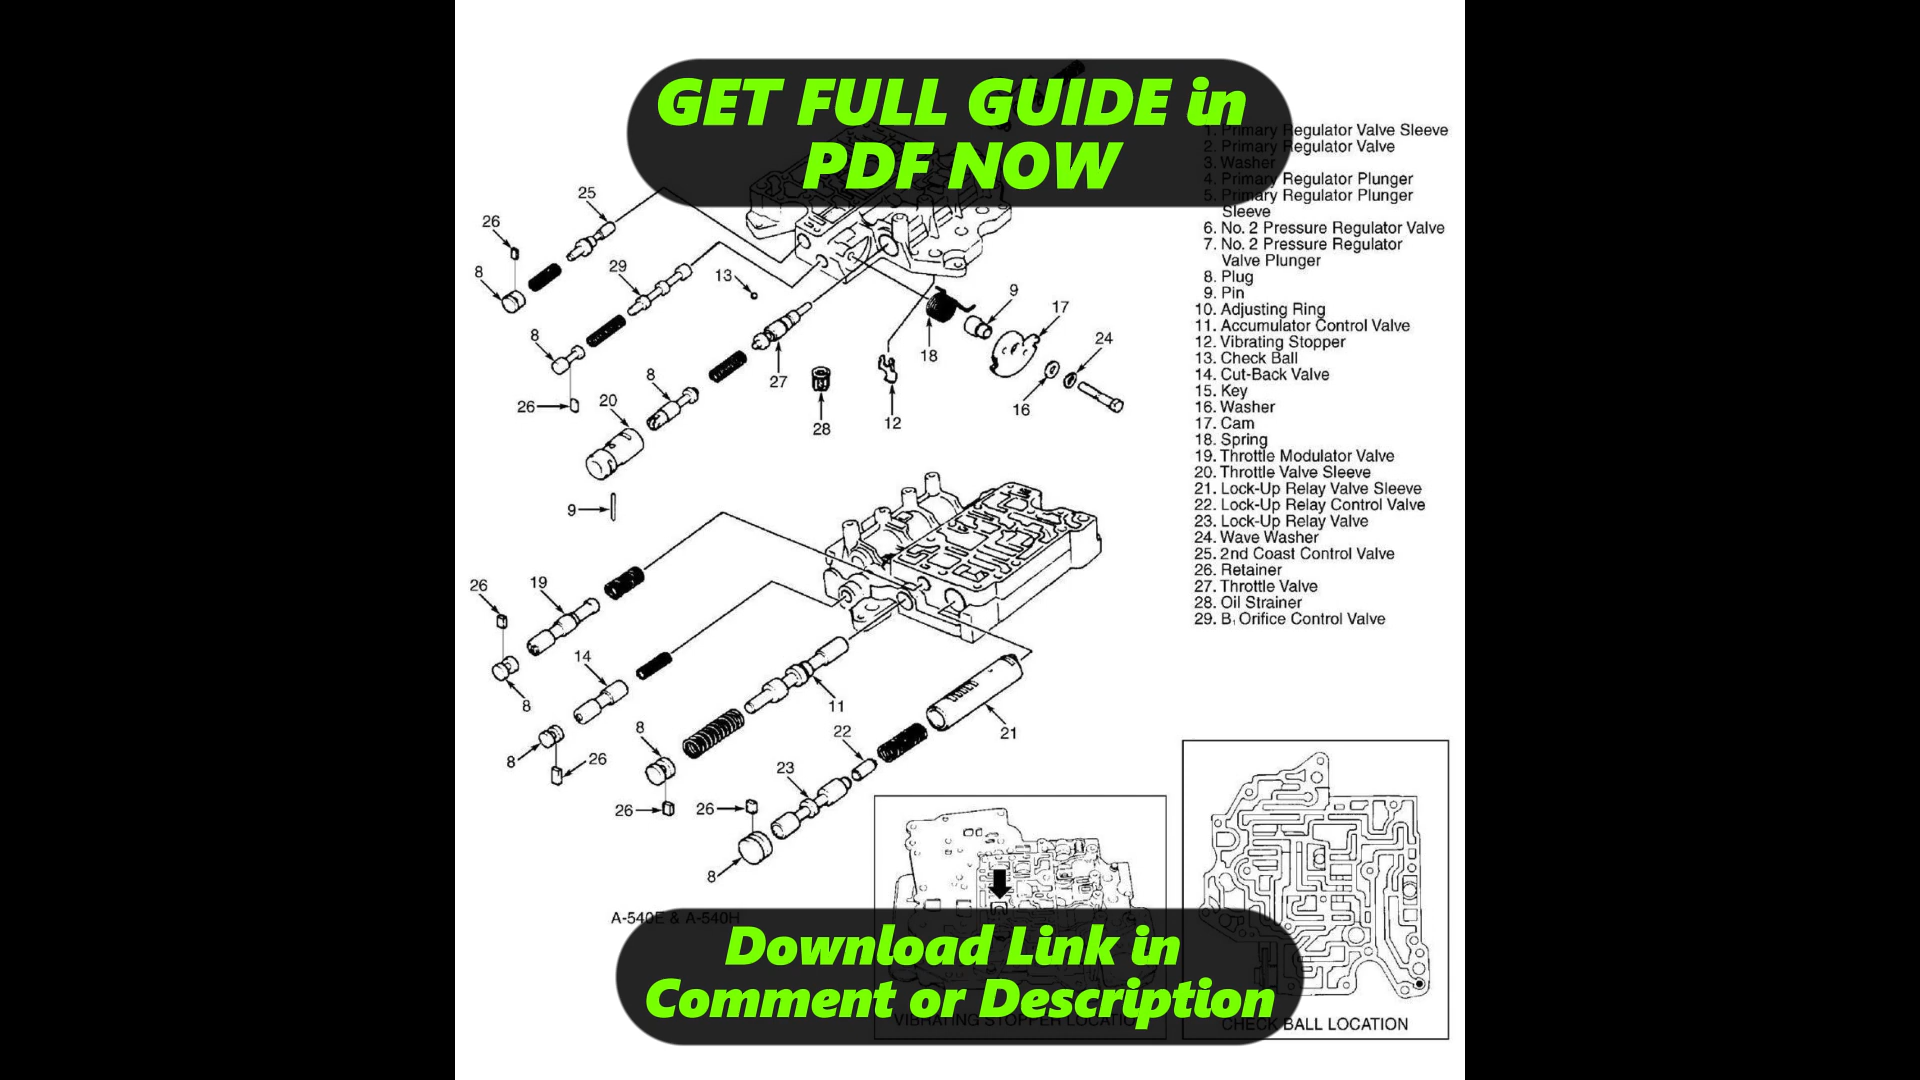 GET FULL GUIDE in
PDF NOW
1. Primary Regulator Valve Sleeve
2. Primary Regulator Valve
3. Washer
4. Primary Regulator Plunger
5. Primary Regulator Plunger
Sleeve
6. No. 2 Pressure Regulator Valve
7. No. 2 Pressure Regulator
Valve Plunger
8. Plug
9. Pin
10. Adjusting Ring
11. Accumulator Control Valve
12. Vibrating Stopper
13. Check Ball
14. Cut-Back Valve
15. Key
16. Washer
17. Cam
18. Spring
19. Throttle Modulator Valve
20. Throttle Valve Sleeve
21. Lock-Up Relay Valve Sleeve
22. Lock-Up Relay Control Valve
23. Lock-Up Relay Valve
24. Wave Washer
25. 2nd Coast Control Valve
26. Retainer
27. Throttle Valve
28. Oil Strainer
29. B₁ Orifice Control Valve
25
26
8
29
13
9
17
18
24
8
27
8
20
26
28
12
16
9
26
19
14
8
8
26
8
11
22
21
23
26
26
8
A-540E & A-540H
Download Link in
Comment or Description
VIBRATING STOPPER LOCATION
CHECK BALL LOCATION